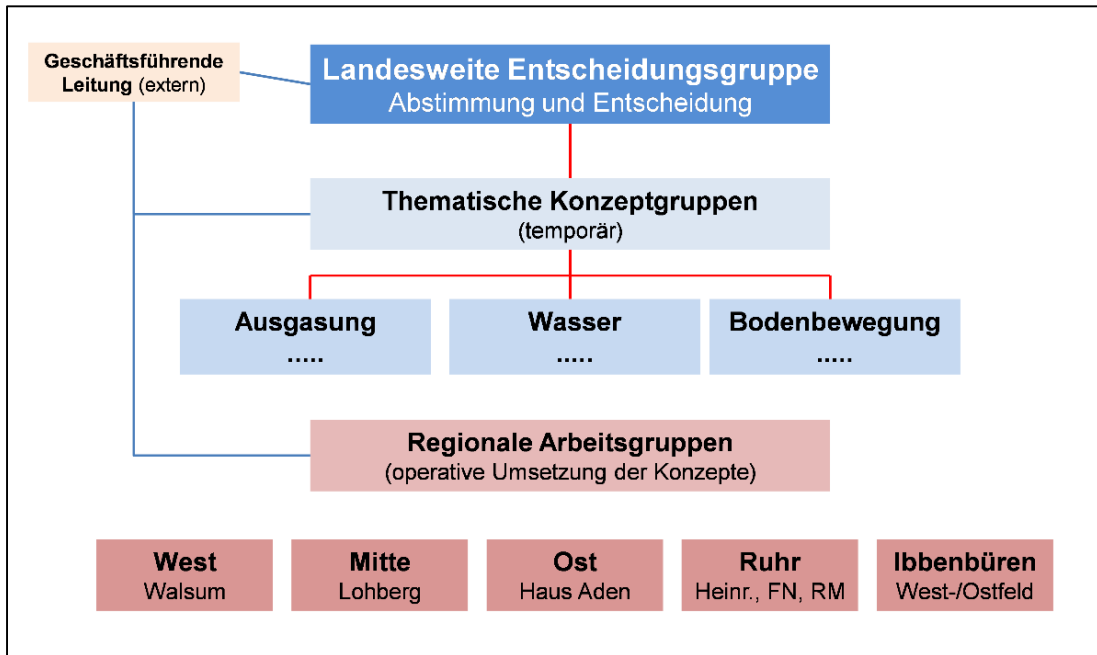 Geschäftsführende
Leitung (extern)
Landesweite Entscheidungsgruppe
Abstimmung und Entscheidung
Thematische Konzeptgruppen
(temporär)
Ausgasung
.....
Wasser
.....
Bodenbewegung
.....
Regionale Arbeitsgruppen
(operative Umsetzung der Konzepte)
West
Walsum
Mitte
Lohberg
Ost
Haus Aden
Ruhr
Heinr., FN, RM
Ibbenbüren
West-/Ostfeld